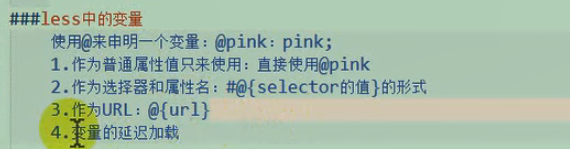 ###less中的变量
使用@来申明一个变量：@pink：pink;
1.作为普通属性值只来使用：直接使用@pink
2.作为选择器和属性名：#@{selector的值}的形式
3.作为URL：@{url}
4.变量的延迟加载